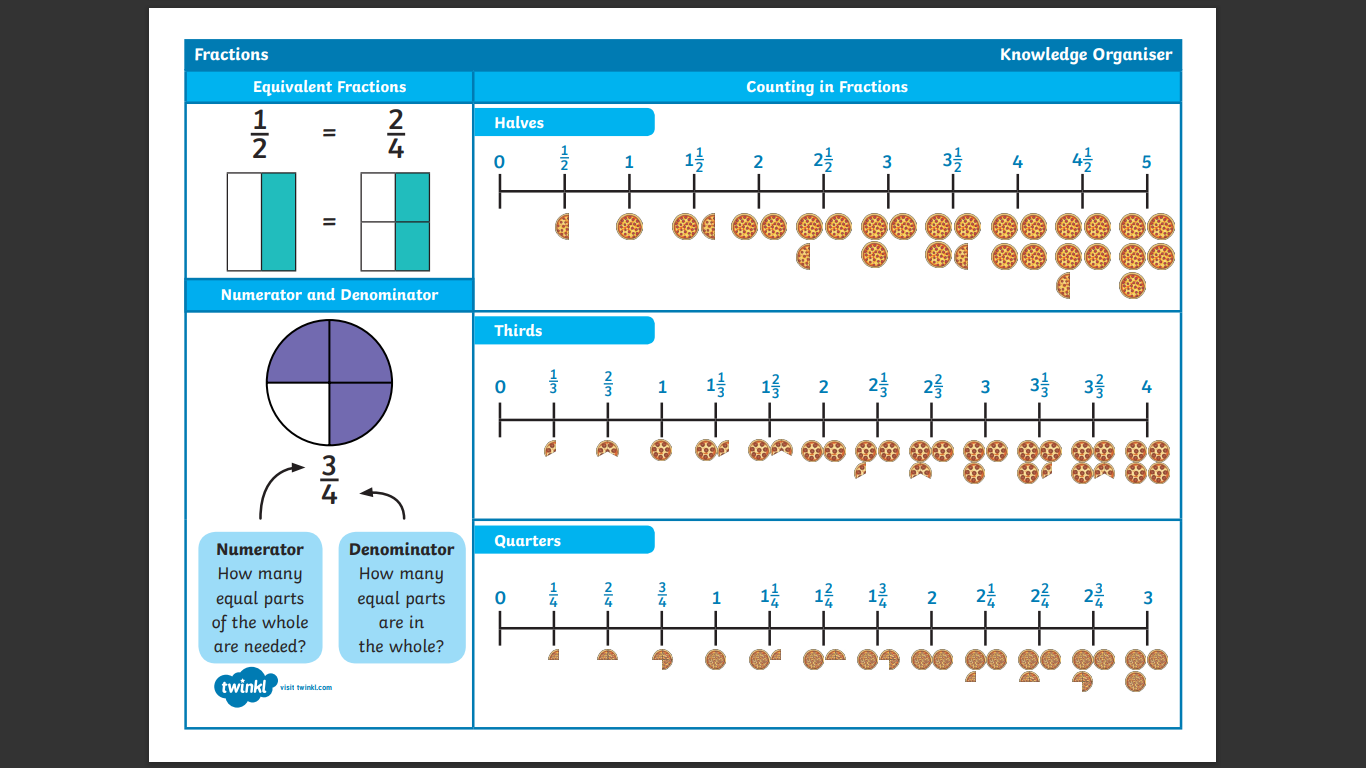 Fractions
Knowledge Organiser
Equivalent Fractions
1/2 = 2/4
=
Numerator and Denominator
3/4
Numerator
How many
equal parts
of the whole
are needed?
Denominator
How many
equal parts
are in
the whole?
twinkl
visit twinkl.com
Counting in Fractions
Halves
0 1/2 1 1 1/2 2 2 1/2 3 3 1/2 4 4 1/2 5
Thirds
0 1/3 2/3 1 1 1/3 1 2/3 2 2 1/3 2 2/3 3 3 1/3 3 2/3 4
Quarters
0 1/4 2/4 3/4 1 1 1/4 1 2/4 1 3/4 2 2 1/4 2 2/4 2 3/4 3